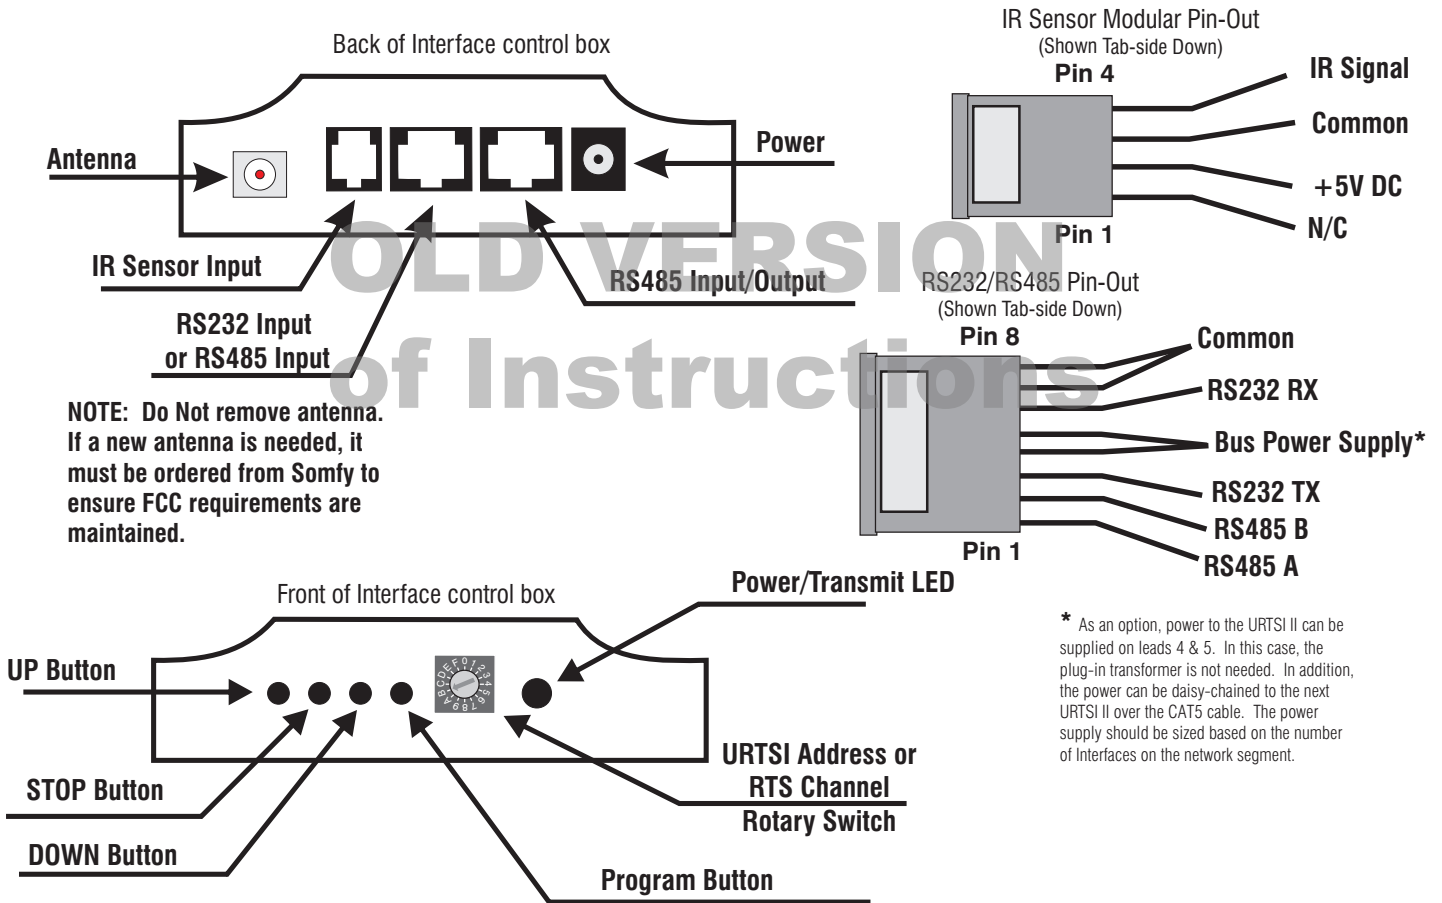 Back of Interface control box
Antenna
Power
IR Sensor Input
RS485 Input/Output
RS232 Input
or RS485 Input
NOTE:  Do Not remove antenna.
If a new antenna is needed, it
must be ordered from Somfy to
ensure FCC requirements are
maintained.
IR Sensor Modular Pin-Out
(Shown Tab-side Down)
Pin 4
IR Signal
Common
+5V DC
N/C
Pin 1
OLD VERSION
of Instructions
RS232/RS485 Pin-Out
(Shown Tab-side Down)
Pin 8
Common
RS232 RX
Bus Power Supply*
RS232 TX
RS485 B
RS485 A
Pin 1
* As an option, power to the URTSI II can be
supplied on leads 4 & 5.  In this case, the
plug-in transformer is not needed.  In addition,
the power can be daisy-chained to the next
URTSI II over the CAT5 cable.  The power
supply should be sized based on the number
of Interfaces on the network segment.
Front of Interface control box
Power/Transmit LED
UP Button
0123456789ABCDEF
STOP Button
DOWN Button
Program Button
URTSI Address or
RTS Channel
Rotary Switch